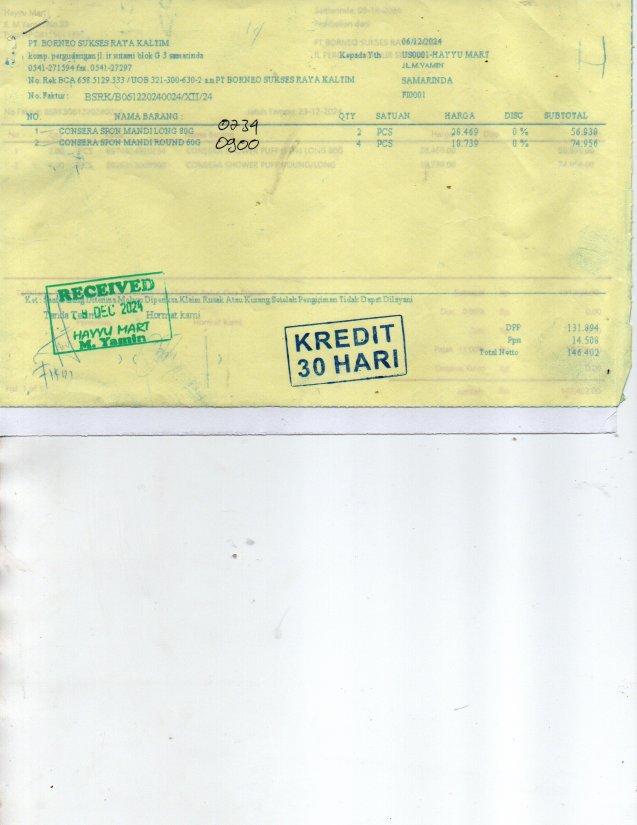 PT BORNEO SUKSES RAYA KALTIM
komp. pergudangan jl. ir sutami blok G 3 samarinda
0541-271594 fax. 0541-27297
No. Rek BCA 658 5129 333 / UOB 321-300-630-2 a.n PT BORNEO SUKSES RAYA KALTIM
No. Faktur : BSRK/B061220240024/XII/24
06/12/2024
Kepada Yth US0001-HAYYU MART
JL.M.YAMIN
SAMARINDA
FI0001
NO. NAMA BARANG : QTY SATUAN HARGA DISC SUBTOTAL
1 CONSERA SPON MANDI LONG 80G 0234 2 PCS 28.469 0 % 56.938
2 CONSERA SPON MANDI ROUND 60G 0900 4 PCS 18.739 0 % 74.956
Ket : Saat Barang Diterima Mohon Diperiksa Klaim Rusak Atau Kurang Setelah Pengiriman Tidak Dapat Dilayani
Tanda Terima Hormat kami
RECEIVED
DEC 2024
HAYYU MART
M. Yamin
KREDIT
30 HARI
DPP 131.894
Ppn 14.508
Total Netto 146.402